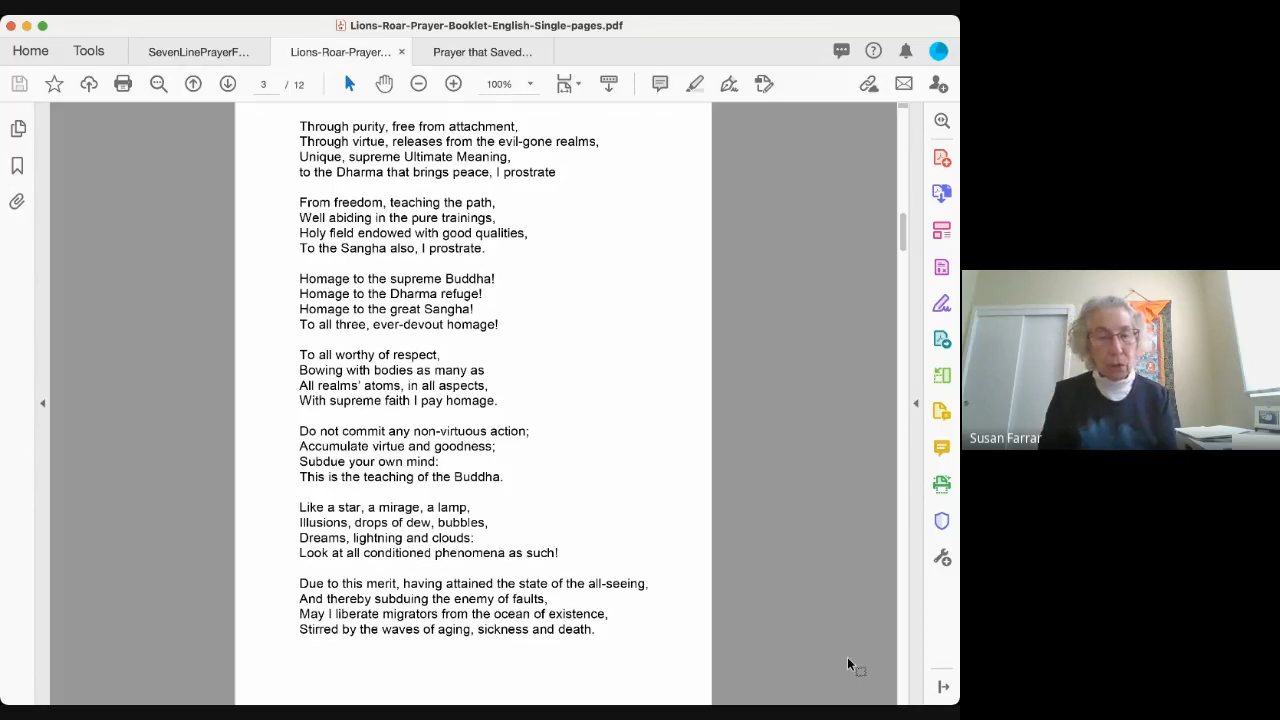 Lions-Roar-Prayer-Booklet-English-Single-pages.pdf
Home
Tools
SevenLinePrayerF...
Lions-Roar-Prayer...
Prayer that Saved...
3 / 12
100%
Through purity, free from attachment,
Through virtue, releases from the evil-gone realms,
Unique, supreme Ultimate Meaning,
to the Dharma that brings peace, I prostrate
From freedom, teaching the path,
Well abiding in the pure trainings,
Holy field endowed with good qualities,
To the Sangha also, I prostrate.
Homage to the supreme Buddha!
Homage to the Dharma refuge!
Homage to the great Sangha!
To all three, ever-devout homage!
To all worthy of respect,
Bowing with bodies as many as
All realms' atoms, in all aspects,
With supreme faith I pay homage.
Do not commit any non-virtuous action;
Accumulate virtue and goodness;
Subdue your own mind:
This is the teaching of the Buddha.
Like a star, a mirage, a lamp,
Illusions, drops of dew, bubbles,
Dreams, lightning and clouds:
Look at all conditioned phenomena as such!
Due to this merit, having attained the state of the all-seeing,
And thereby subduing the enemy of faults,
May I liberate migrators from the ocean of existence,
Stirred by the waves of aging, sickness and death.
Susan Farrar